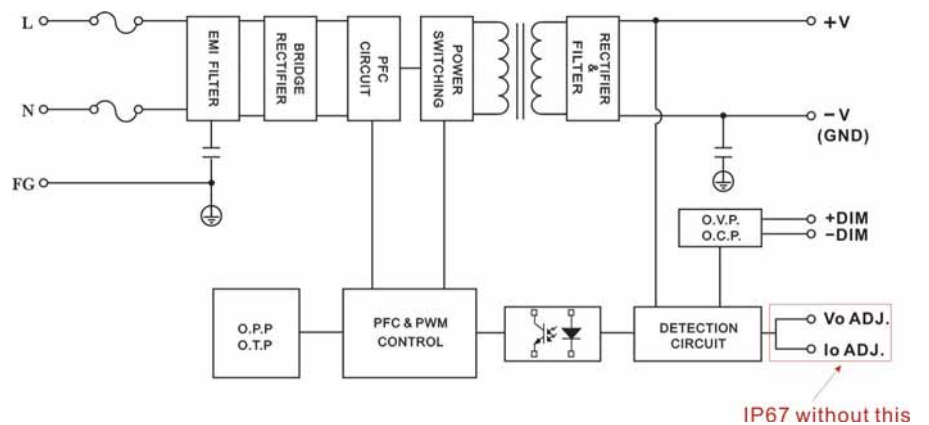 L
EMI FILTER
BRIDGE
RECTIFIER
PFC
CIRCUIT
POWER
SWITCHING
RECTIFIER
&
FILTER
+V
N
−V
(GND)
FG
O.V.P.
O.C.P.
+DIM
−DIM
O.P.P
O.T.P
PFC & PWM
CONTROL
DETECTION
CIRCUIT
Vo ADJ.
Io ADJ.
IP67 without this